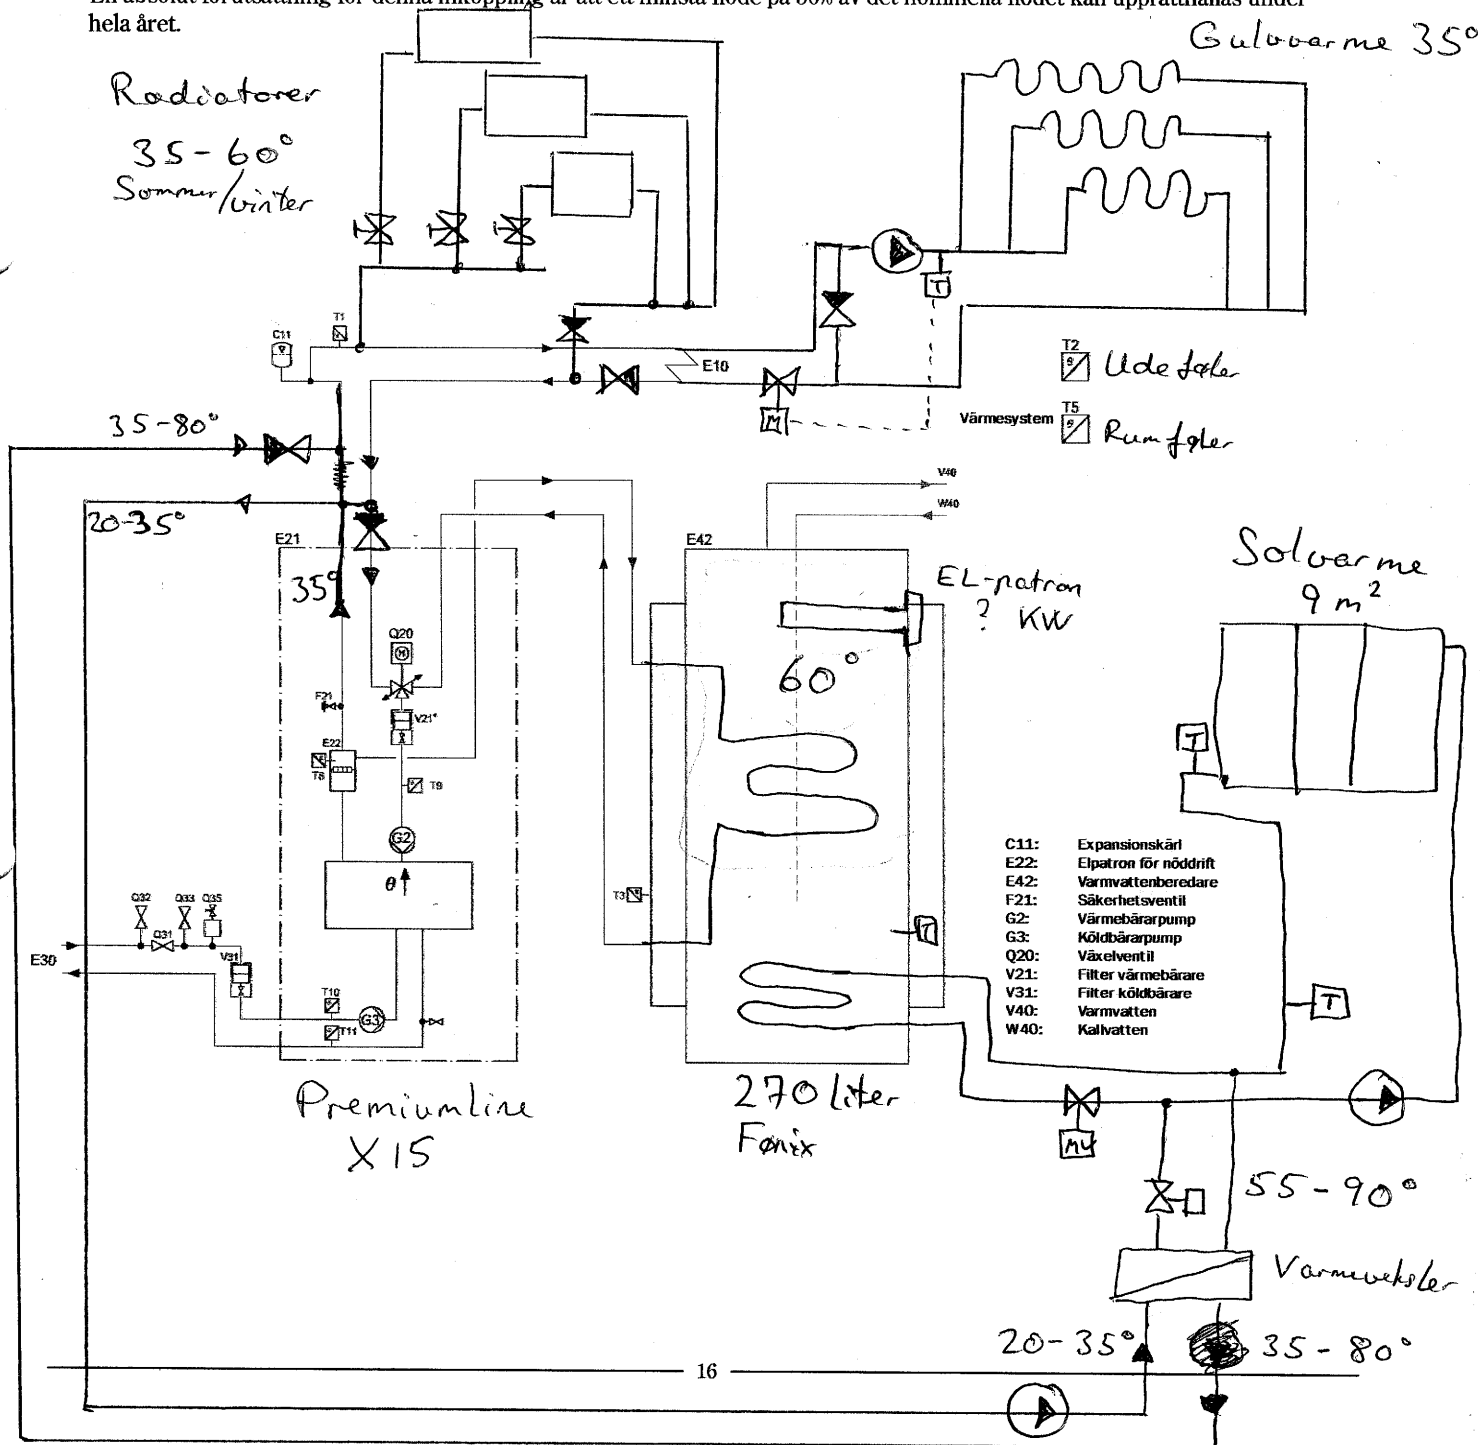 hela året.
Gulvvarme 35°
Radiatorer
35-60°
Sommer/vinter
T1
C11
E10
T
M
T2
Udeføler
T5
Värmesystem
Rumføler
35-80°
20-35°
V40
W40
E21
35°
E42
EL-patron
? KW
60°
Solvarme
9 m²
Q20
M
F21
V21*
E22
T8
T9
G2
θ
T
T3
T
C11: Expansionskärl
E22: Elpatron för nöddrift
E42: Varmvattenberedare
F21: Säkerhetsventil
G2: Värmebärarpump
G3: Köldbärarpump
Q20: Växelventil
V21: Filter värmebärare
V31: Filter köldbärare
V40: Varmvatten
W40: Kallvatten
Q32
Q33
Q35
Q31
V31
E30
T10
G3
T11
T
Premiumline
X15
270 liter
Fønix
55-90°
Varmeveksler
20-35°
35-80°
16